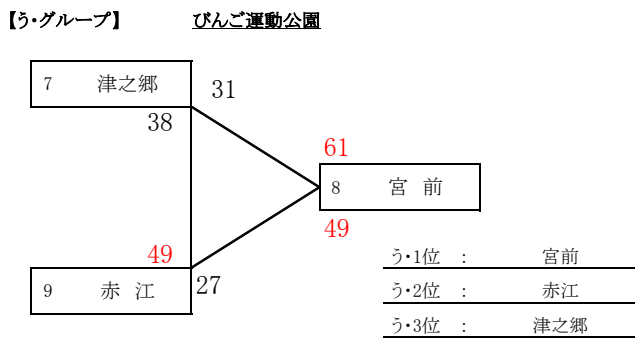 【う・グループ】 びんご運動公園
7 津之郷 31
38
61
8 宮 前
49
49
9 赤 江 27
う・1位 : 宮前
う・2位 : 赤江
う・3位 : 津之郷